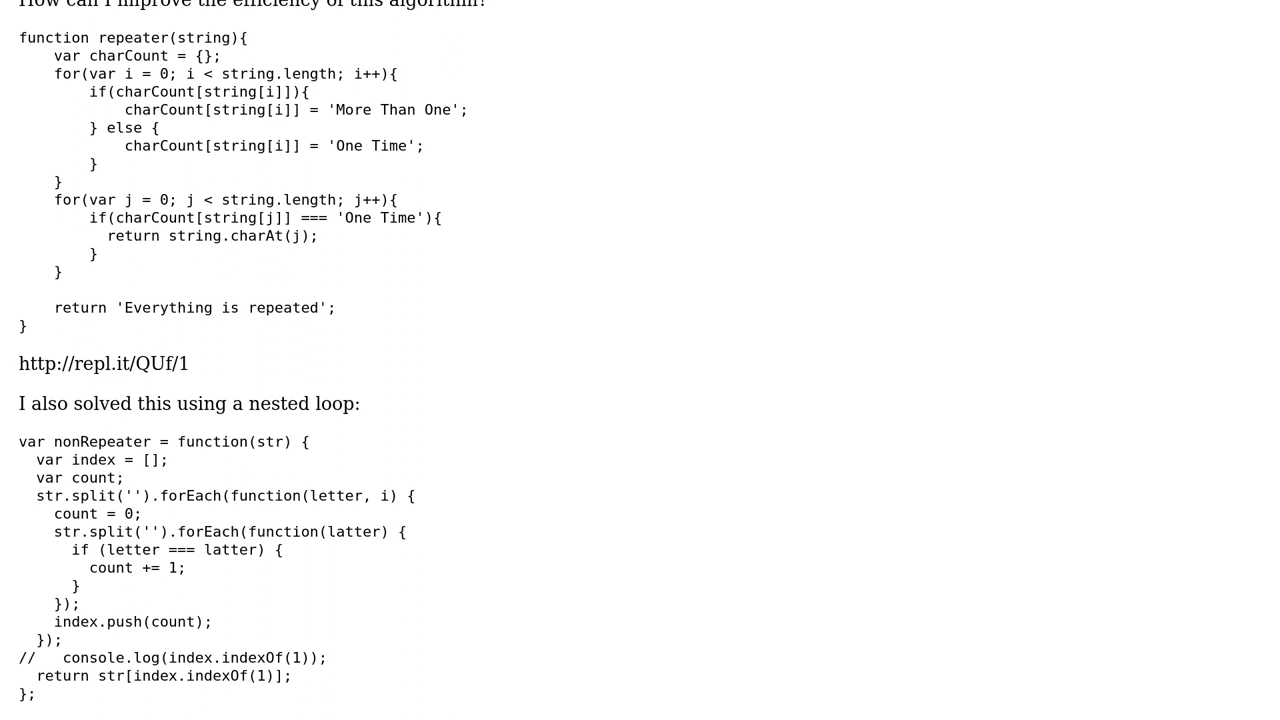 How can I improve the efficiency of this algorithm?
function repeater(string){
    var charCount = {};
    for(var i = 0; i < string.length; i++){
        if(charCount[string[i]]){
            charCount[string[i]] = 'More Than One';
        } else {
            charCount[string[i]] = 'One Time';
        }
    }
    for(var j = 0; j < string.length; j++){
        if(charCount[string[j]] === 'One Time'){
          return string.charAt(j);
        }
    }

    return 'Everything is repeated';
}
http://repl.it/QUf/1
I also solved this using a nested loop:
var nonRepeater = function(str) {
  var index = [];
  var count;
  str.split('').forEach(function(letter, i) {
    count = 0;
    str.split('').forEach(function(latter) {
      if (letter === latter) {
        count += 1;
      }
    });
    index.push(count);
  });
//   console.log(index.indexOf(1));
  return str[index.indexOf(1)];
};